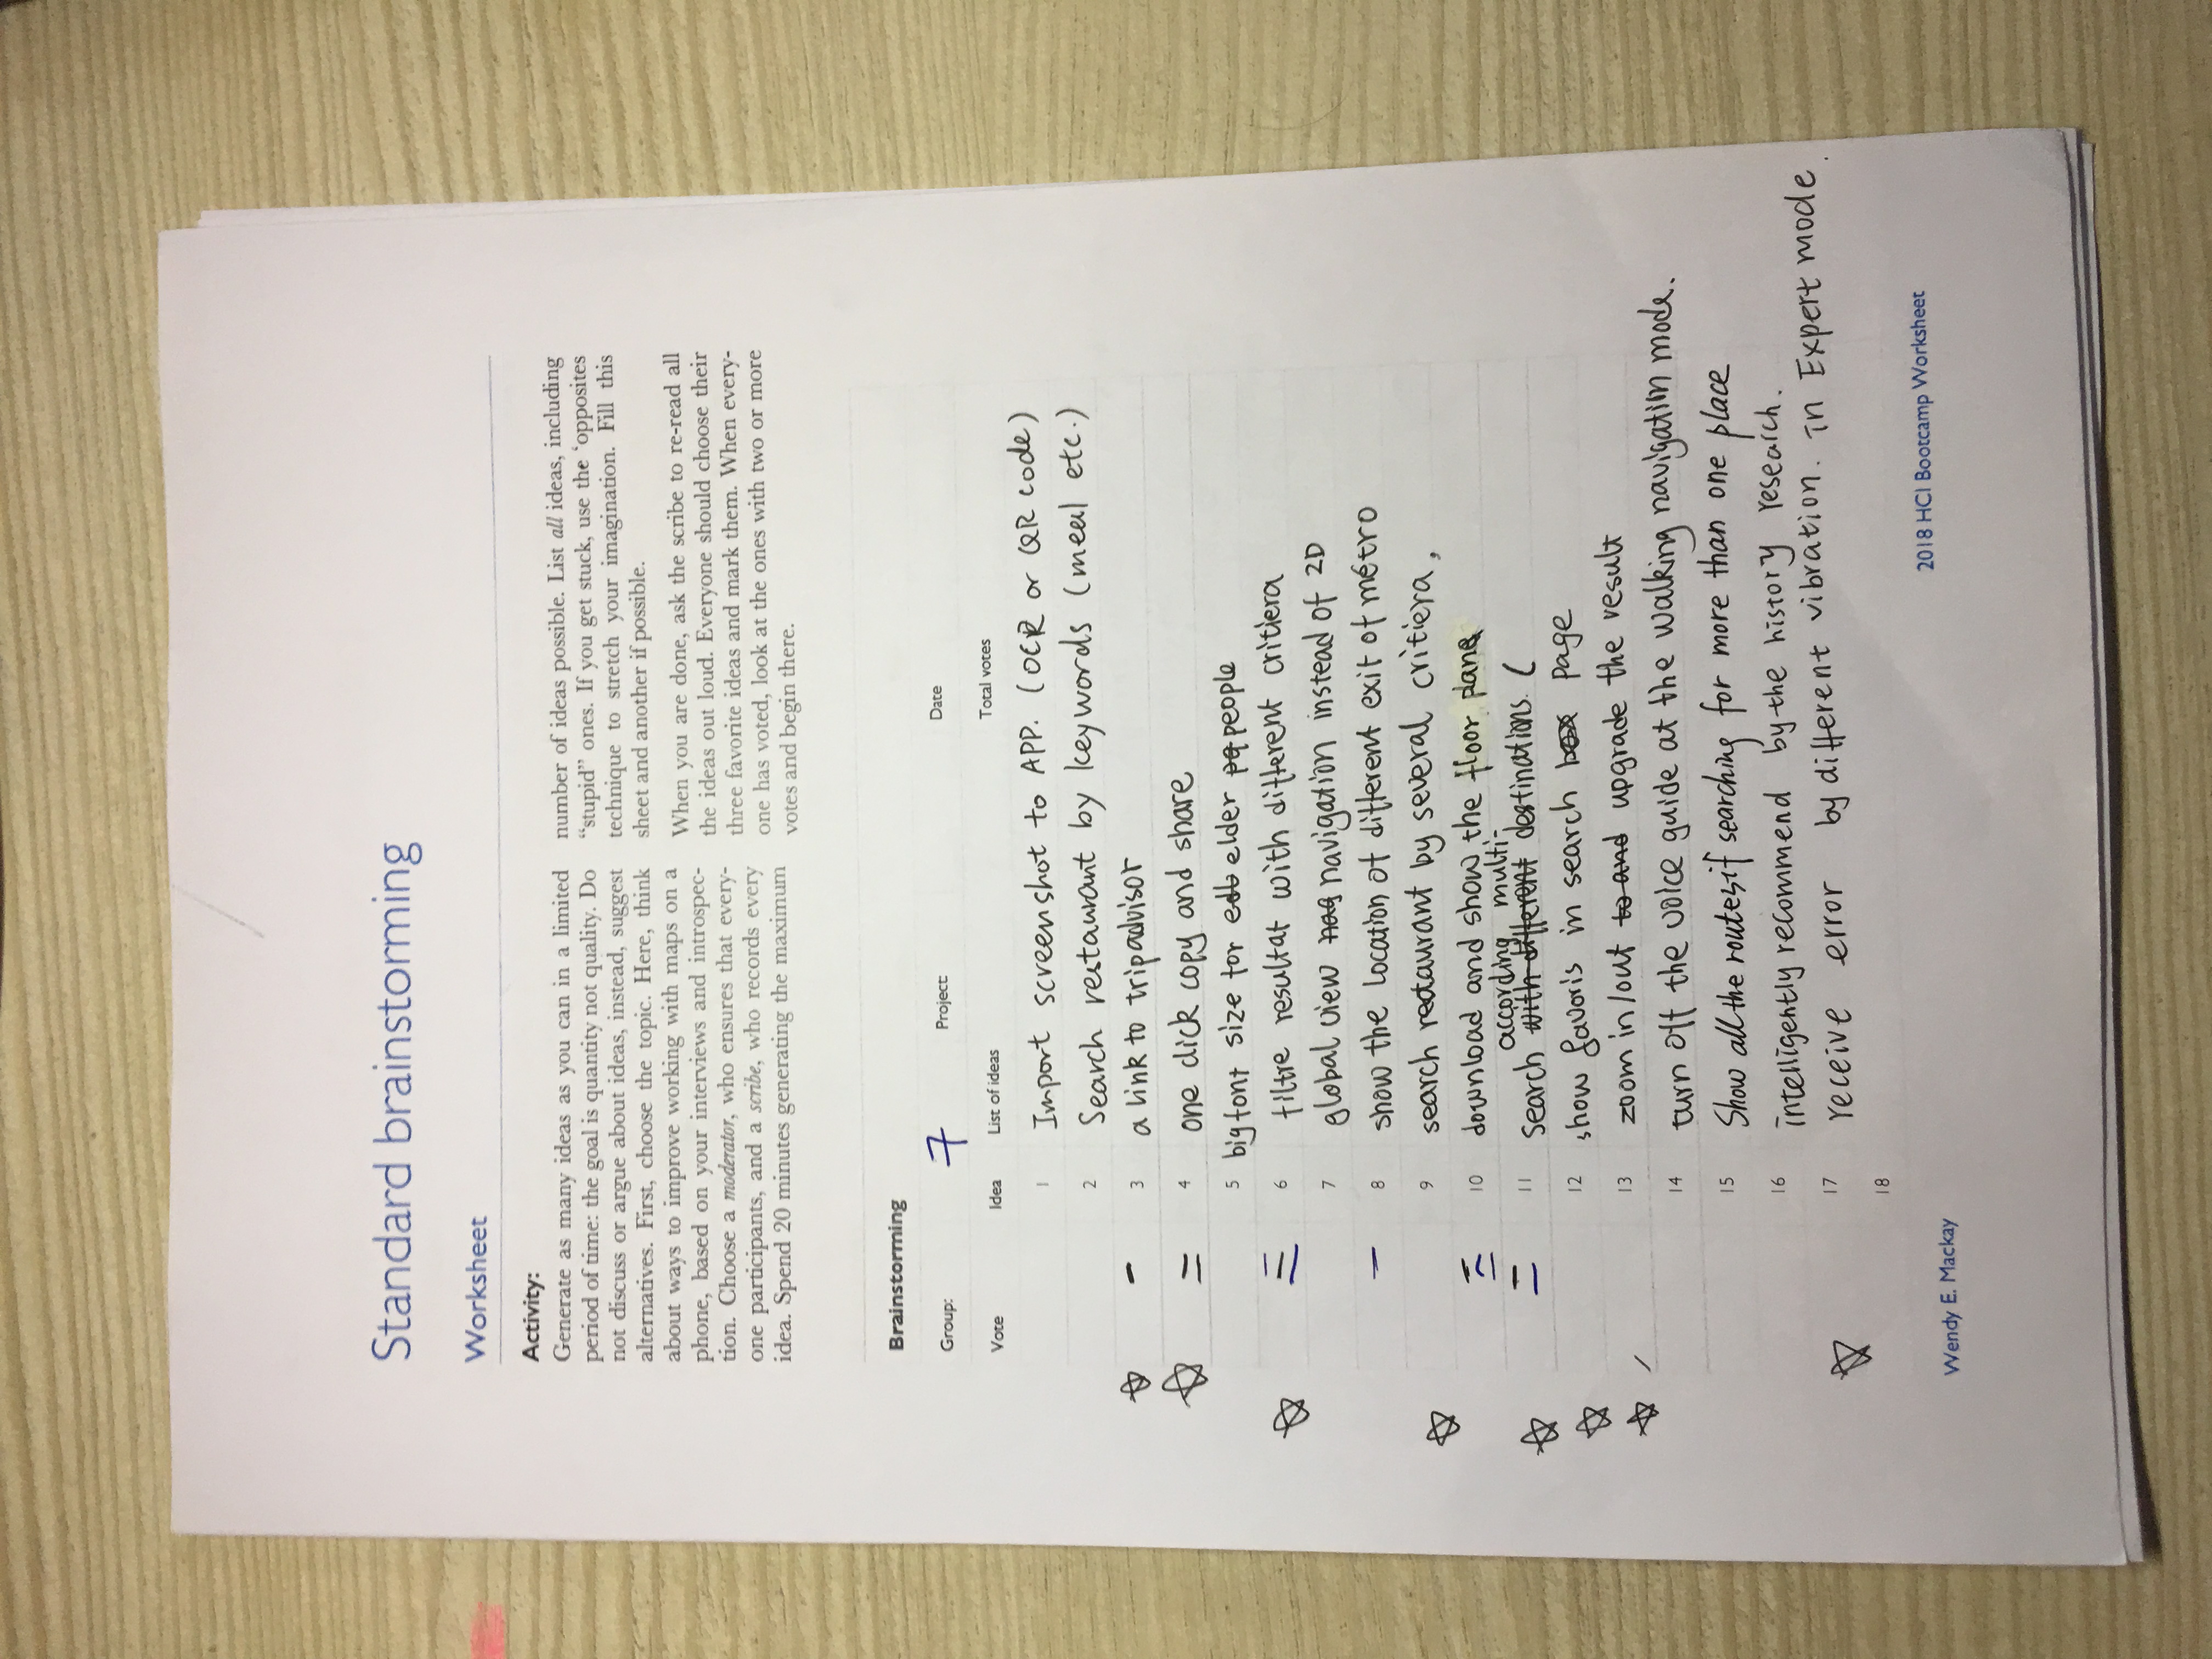 Standard brainstorming
Worksheet
Activity:
Generate as many ideas as you can in a limited
period of time: the goal is quantity not quality. Do
not discuss or argue about ideas, instead, suggest
alternatives. First, choose the topic. Here, think
about ways to improve working with maps on a
phone, based on your interviews and introspec-
tion. Choose a moderator, who ensures that every-
one participants, and a scribe, who records every
idea. Spend 20 minutes generating the maximum
number of ideas possible. List all ideas, including
“stupid” ones. If you get stuck, use the ‘opposites
technique to stretch your imagination. Fill this
sheet and another if possible.
When you are done, ask the scribe to re-read all
the ideas out loud. Everyone should choose their
three favorite ideas and mark them. When every-
one has voted, look at the ones with two or more
votes and begin there.
Brainstorming
Group: 7 Project: Date
Vote Idea List of ideas Total votes
1 Import screenshot to APP. (OCR or QR code)
2 Search restaurant by keywords (meal etc.)
3 a link to tripadvisor
4 one click copy and share
5 big font size for elder people
6 filtre resultat with different critiera
7 global view navigation instead of 2D
8 show the location of different exit of métro
9 search restaurant by several critiera,
10 download and show the floor plane
according multi-
11 search with different destinations. (
12 show favoris in search box page
13 zoom in/out to and upgrade the result
14 turn off the voice guide at the walking navigation mode.
15 Show all the routes if searching for more than one place
16 intelligently recommend by the history research.
17 receive error by different vibration. in Expert mode.
18
Wendy E. Mackay
2018 HCI Bootcamp Worksheet